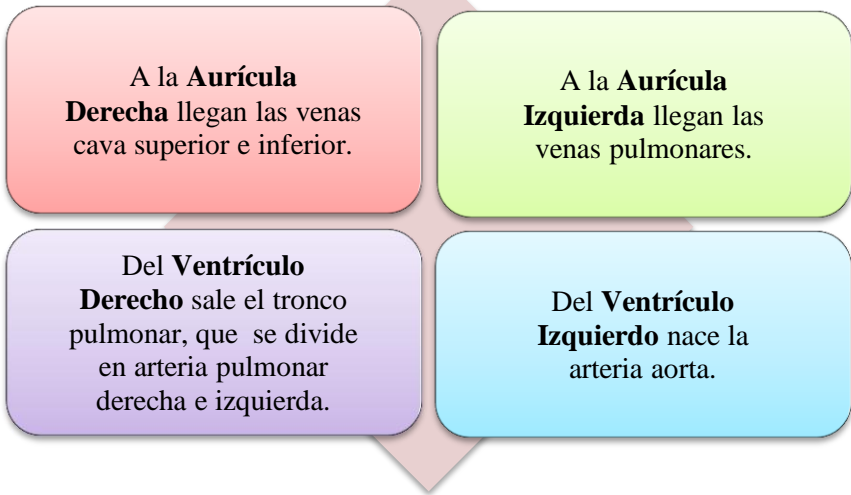 A la Aurícula
Derecha llegan las venas
cava superior e inferior.
A la Aurícula
Izquierda llegan las
venas pulmonares.
Del Ventrículo
Derecho sale el tronco
pulmonar, que se divide
en arteria pulmonar
derecha e izquierda.
Del Ventrículo
Izquierdo nace la
arteria aorta.